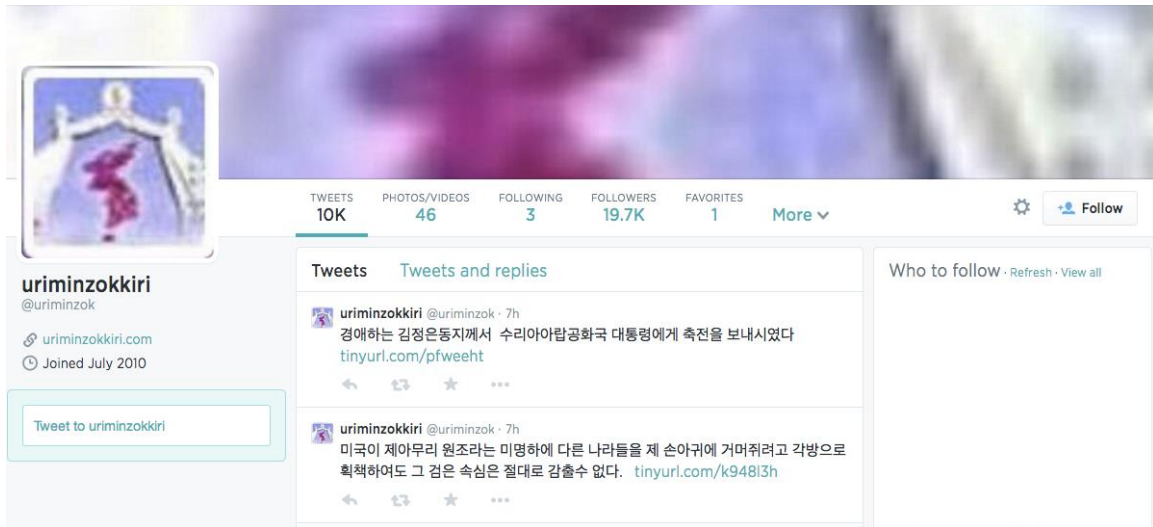 TWEETS PHOTOS/VIDEOS FOLLOWING FOLLOWERS FAVORITES
10K 46 3 19.7K 1 More Follow
uriminzokkiri
@uriminzok
uriminzokkiri.com
Joined July 2010
Tweet to uriminzokkiri
Tweets Tweets and replies
uriminzokkiri @uriminzok · 7h
경애하는 김정은동지께서 수리아아랍공화국 대통령에게 축전을 보내시였다
tinyurl.com/pfweeht
uriminzokkiri @uriminzok · 7h
미국이 제아무리 원조라는 미명하에 다른 나라들을 제 손아귀에 거머쥐려고 각방으로
획책하여도 그 검은 속심은 절대로 감출수 없다. tinyurl.com/k948l3h
Who to follow · Refresh · View all